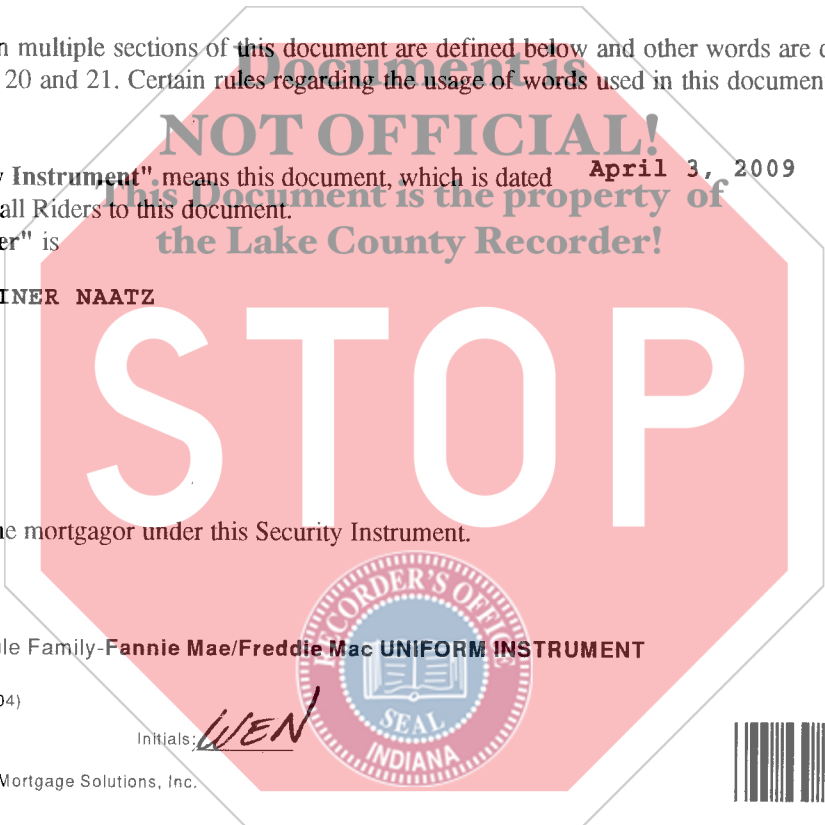 n multiple sections of this document are defined below and other words are d
Document is
20 and 21. Certain rules regarding the usage of words used in this documen
NOT OFFICIAL!
Instrument" means this document, which is dated April 3, 2009
This Document is the property of
all Riders to this document.
er" is
the Lake County Recorder!
INER NAATZ
STOP
e mortgagor under this Security Instrument.
RECORDER'S OFFICE
le Family-Fannie Mae/Freddie Mac UNIFORM INSTRUMENT
04)
SEAL
Initials: WEN
INDIANA
Mortgage Solutions, Inc.